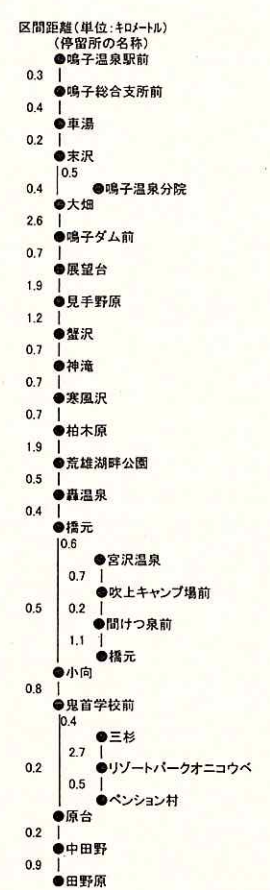 区間距離(単位:キロメートル)
(停留所の名称)
●鳴子温泉駅前
0.3
●鳴子総合支所前
0.4
●車湯
0.2
●末沢
0.5
0.4
●鳴子温泉分院
●大畑
2.6
●鳴子ダム前
0.7
●展望台
1.9
●見手野原
1.2
●蟹沢
0.7
●神滝
0.7
●寒風沢
0.7
●柏木原
1.9
●荒雄湖畔公園
0.5
●轟温泉
0.4
●橋元
0.6
●宮沢温泉
0.7
●吹上キャンプ場前
0.5
0.2
●間けつ泉前
1.1
●橋元
●小向
0.8
●鬼首学校前
0.4
●三杉
2.7
0.2
●リゾートパークオニコウベ
0.5
●ペンション村
●原台
0.2
●中田野
0.9
●田野原